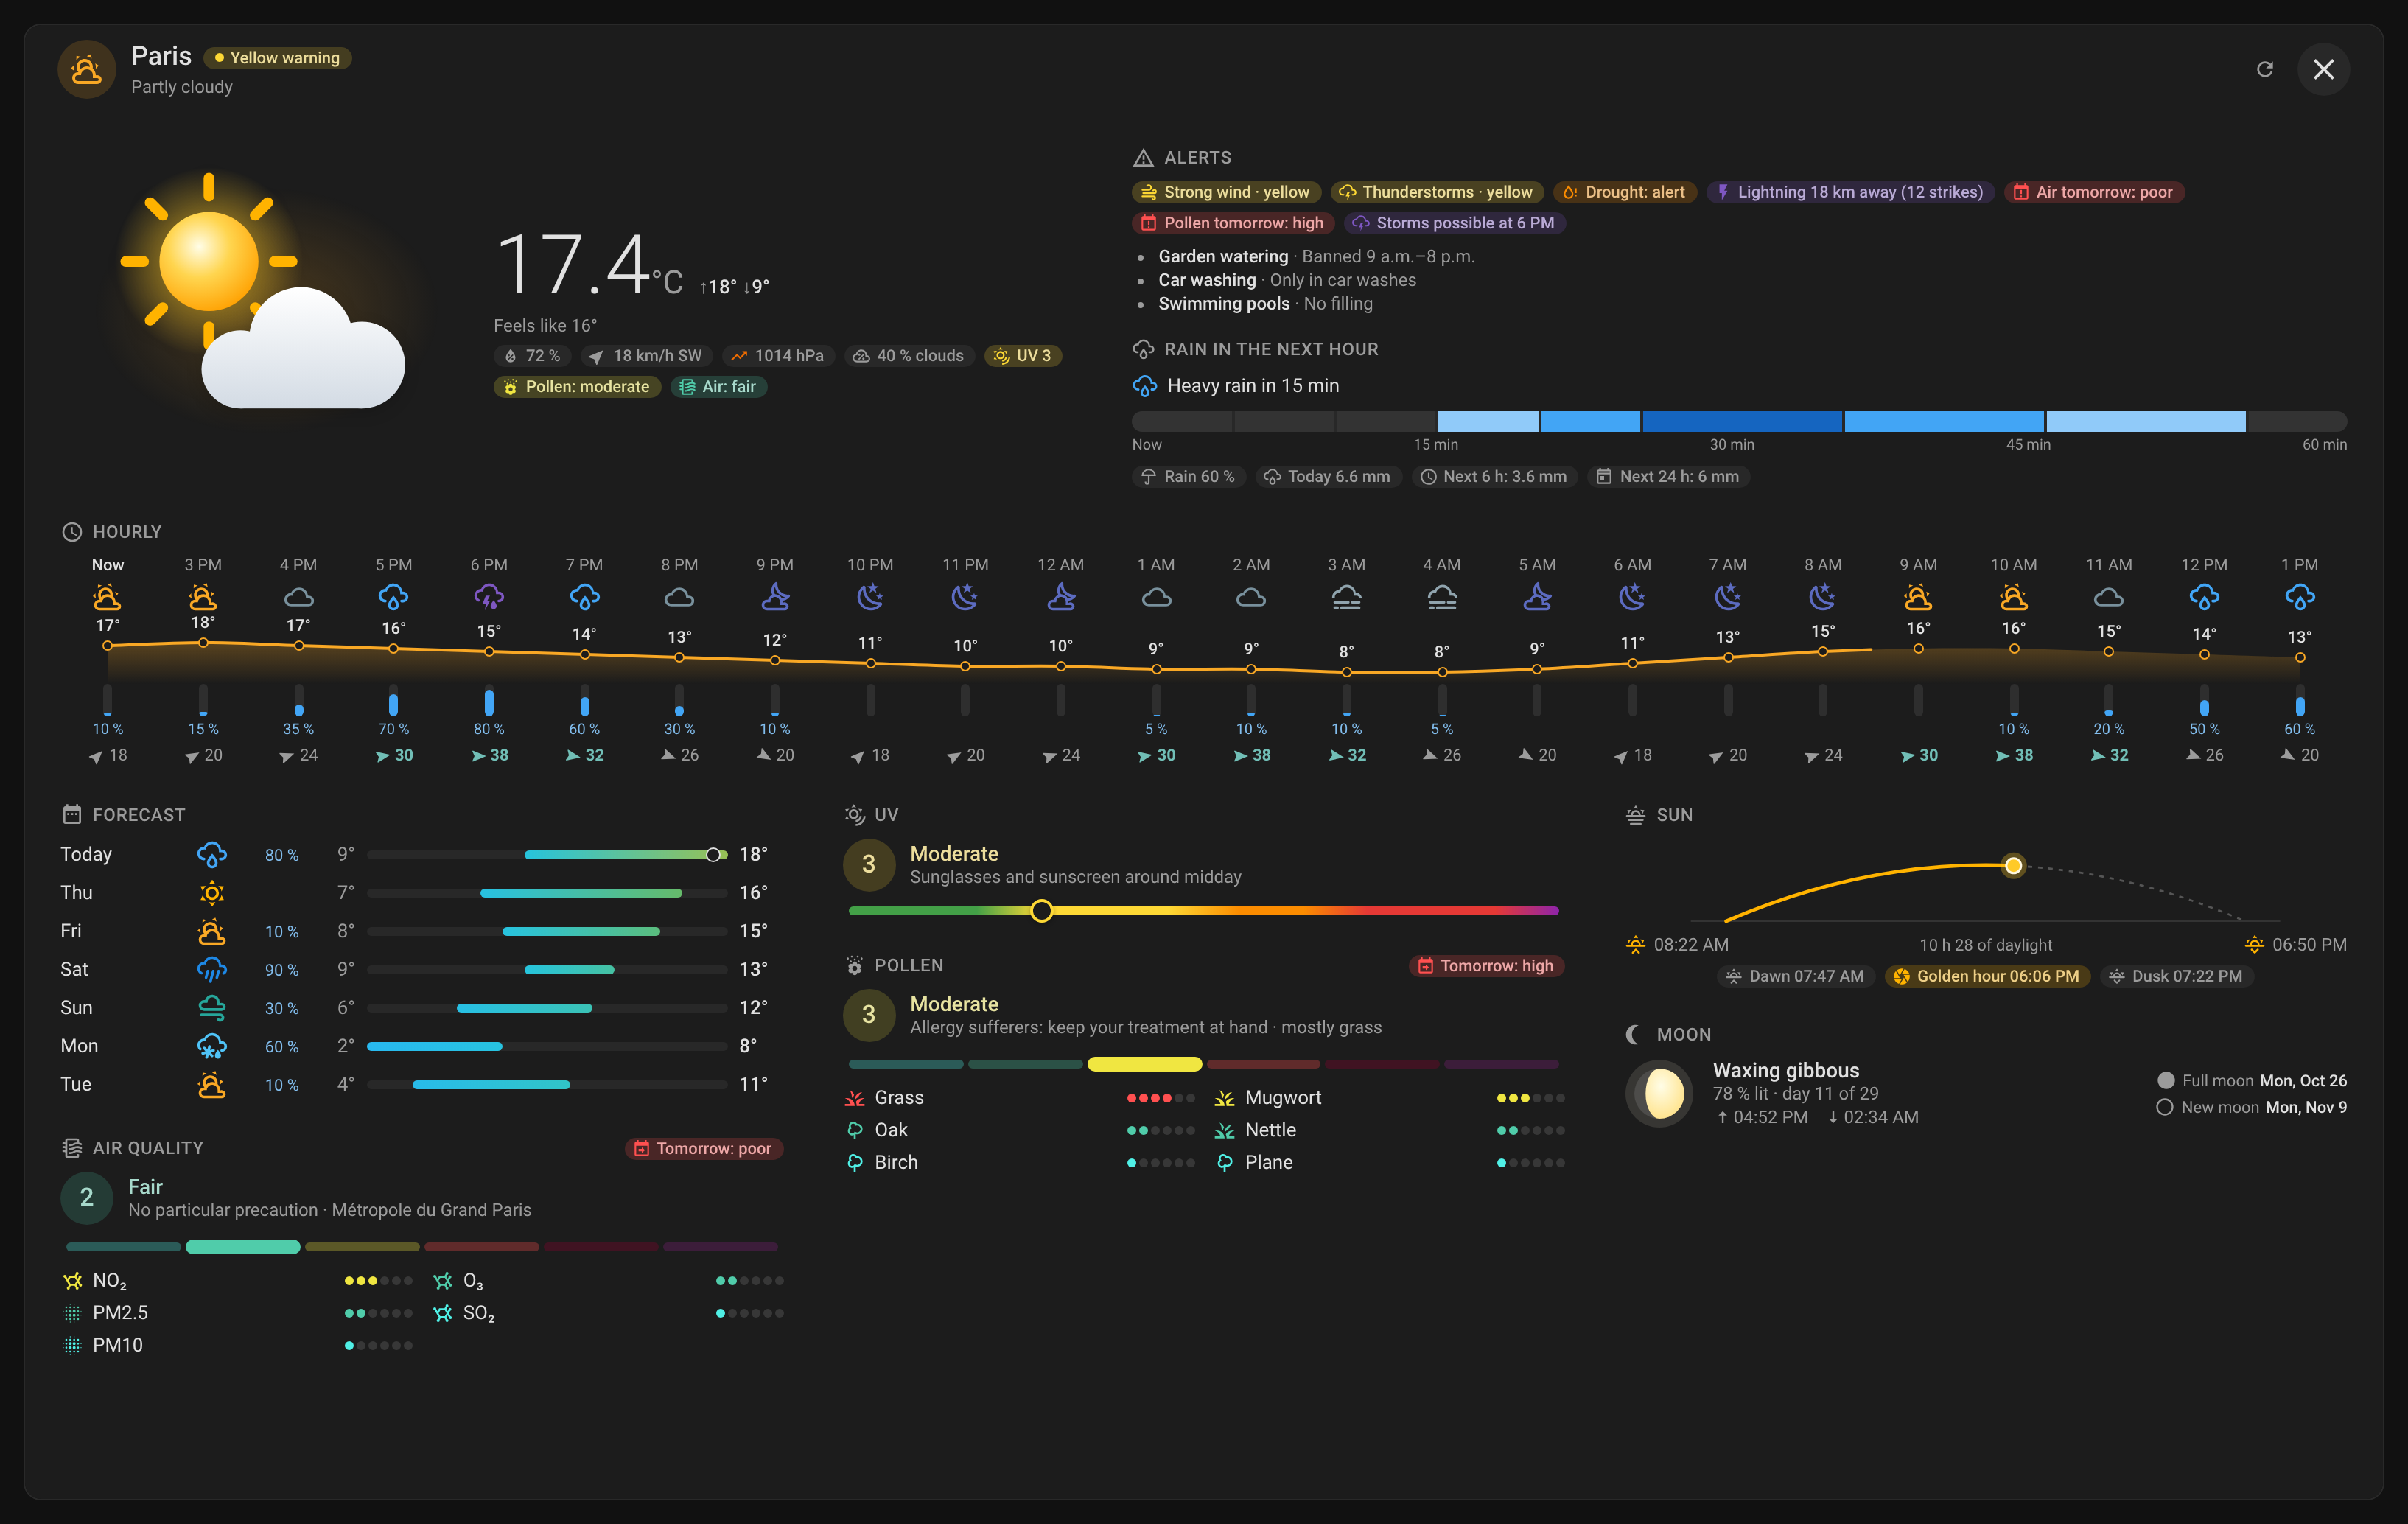 Paris Yellow warning
Partly cloudy
17.4°C ↑18° ↓9°
Feels like 16°
72 % 18 km/h SW 1014 hPa 40 % clouds UV 3
Pollen: moderate Air: fair
ALERTS
Strong wind · yellow Thunderstorms · yellow Drought: alert Lightning 18 km away (12 strikes) Air tomorrow: poor
Pollen tomorrow: high Storms possible at 6 PM
• Garden watering · Banned 9 a.m.–8 p.m.
• Car washing · Only in car washes
• Swimming pools · No filling
RAIN IN THE NEXT HOUR
Heavy rain in 15 min
Now 15 min 30 min 45 min 60 min
Rain 60 % Today 6.6 mm Next 6 h: 3.6 mm Next 24 h: 6 mm
HOURLY
Now 3 PM 4 PM 5 PM 6 PM 7 PM 8 PM 9 PM 10 PM 11 PM 12 AM 1 AM 2 AM 3 AM 4 AM 5 AM 6 AM 7 AM 8 AM 9 AM 10 AM 11 AM 12 PM 1 PM
17° 18° 17° 16° 15° 14° 13° 12° 11° 10° 10° 9° 9° 8° 8° 9° 11° 13° 15° 16° 16° 15° 14° 13°
10 % 15 % 35 % 70 % 80 % 60 % 30 % 10 % 5 % 10 % 10 % 5 % 10 % 20 % 50 % 60 %
18 20 24 30 38 32 26 20 18 20 24 30 38 32 26 20 18 20 24 30 38 32 26 20
FORECAST
Today 80 % 9° 18°
Thu 7° 16°
Fri 10 % 8° 15°
Sat 90 % 9° 13°
Sun 30 % 6° 12°
Mon 60 % 2° 8°
Tue 10 % 4° 11°
AIR QUALITY Tomorrow: poor
2 Fair
No particular precaution · Métropole du Grand Paris
NO₂ O₃
PM2.5 SO₂
PM10
UV
3 Moderate
Sunglasses and sunscreen around midday
POLLEN Tomorrow: high
3 Moderate
Allergy sufferers: keep your treatment at hand · mostly grass
Grass Mugwort
Oak Nettle
Birch Plane
SUN
08:22 AM 10 h 28 of daylight 06:50 PM
Dawn 07:47 AM Golden hour 06:06 PM Dusk 07:22 PM
MOON
Waxing gibbous
78 % lit · day 11 of 29
↑ 04:52 PM ↓ 02:34 AM
Full moon Mon, Oct 26
New moon Mon, Nov 9